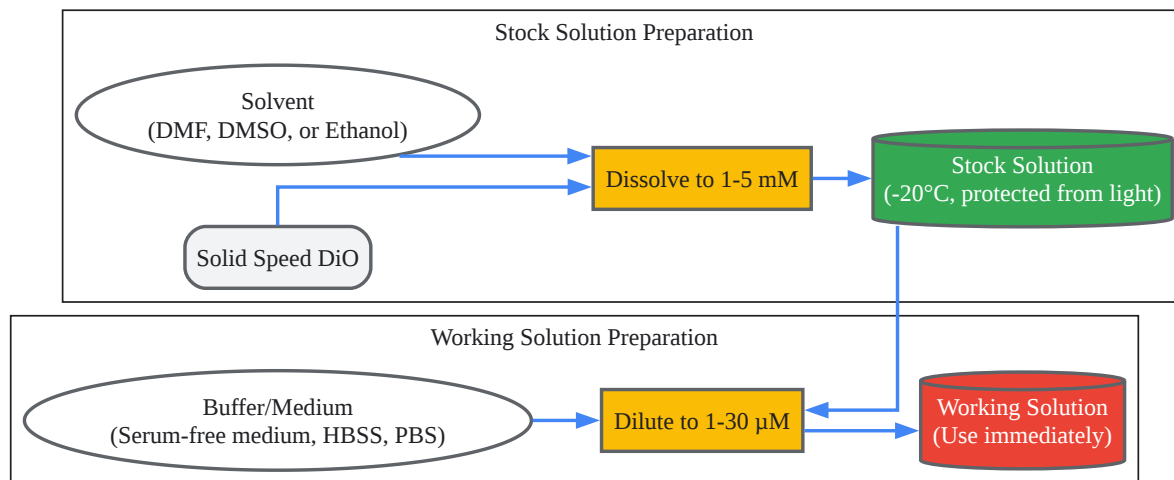 Stock Solution Preparation
Solvent
(DMF, DMSO, or Ethanol)
Dissolve to 1-5 mM
Stock Solution
(-20°C, protected from light)
Solid Speed DiO
Working Solution Preparation
Buffer/Medium
(Serum-free medium, HBSS, PBS)
Dilute to 1-30 µM
Working Solution
(Use immediately)